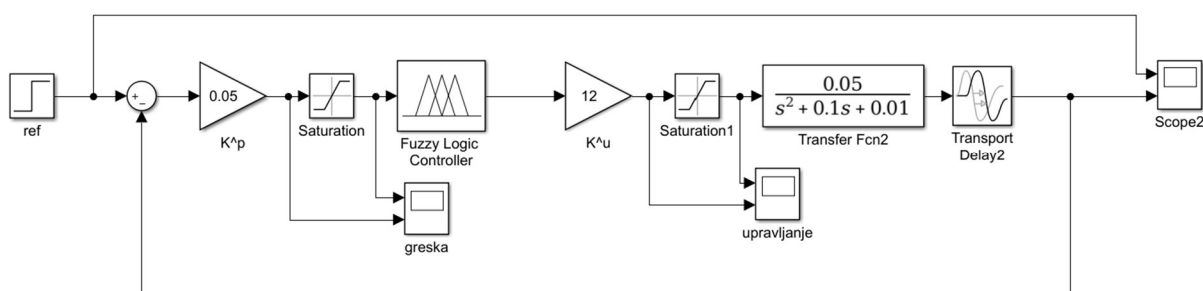 ref
+
−
0.05
K^p
Saturation
Fuzzy Logic
Controller
greska
12
K^u
Saturation1
upravljanje
0.05
s² + 0.1s + 0.01
Transfer Fcn2
Transport
Delay2
Scope2